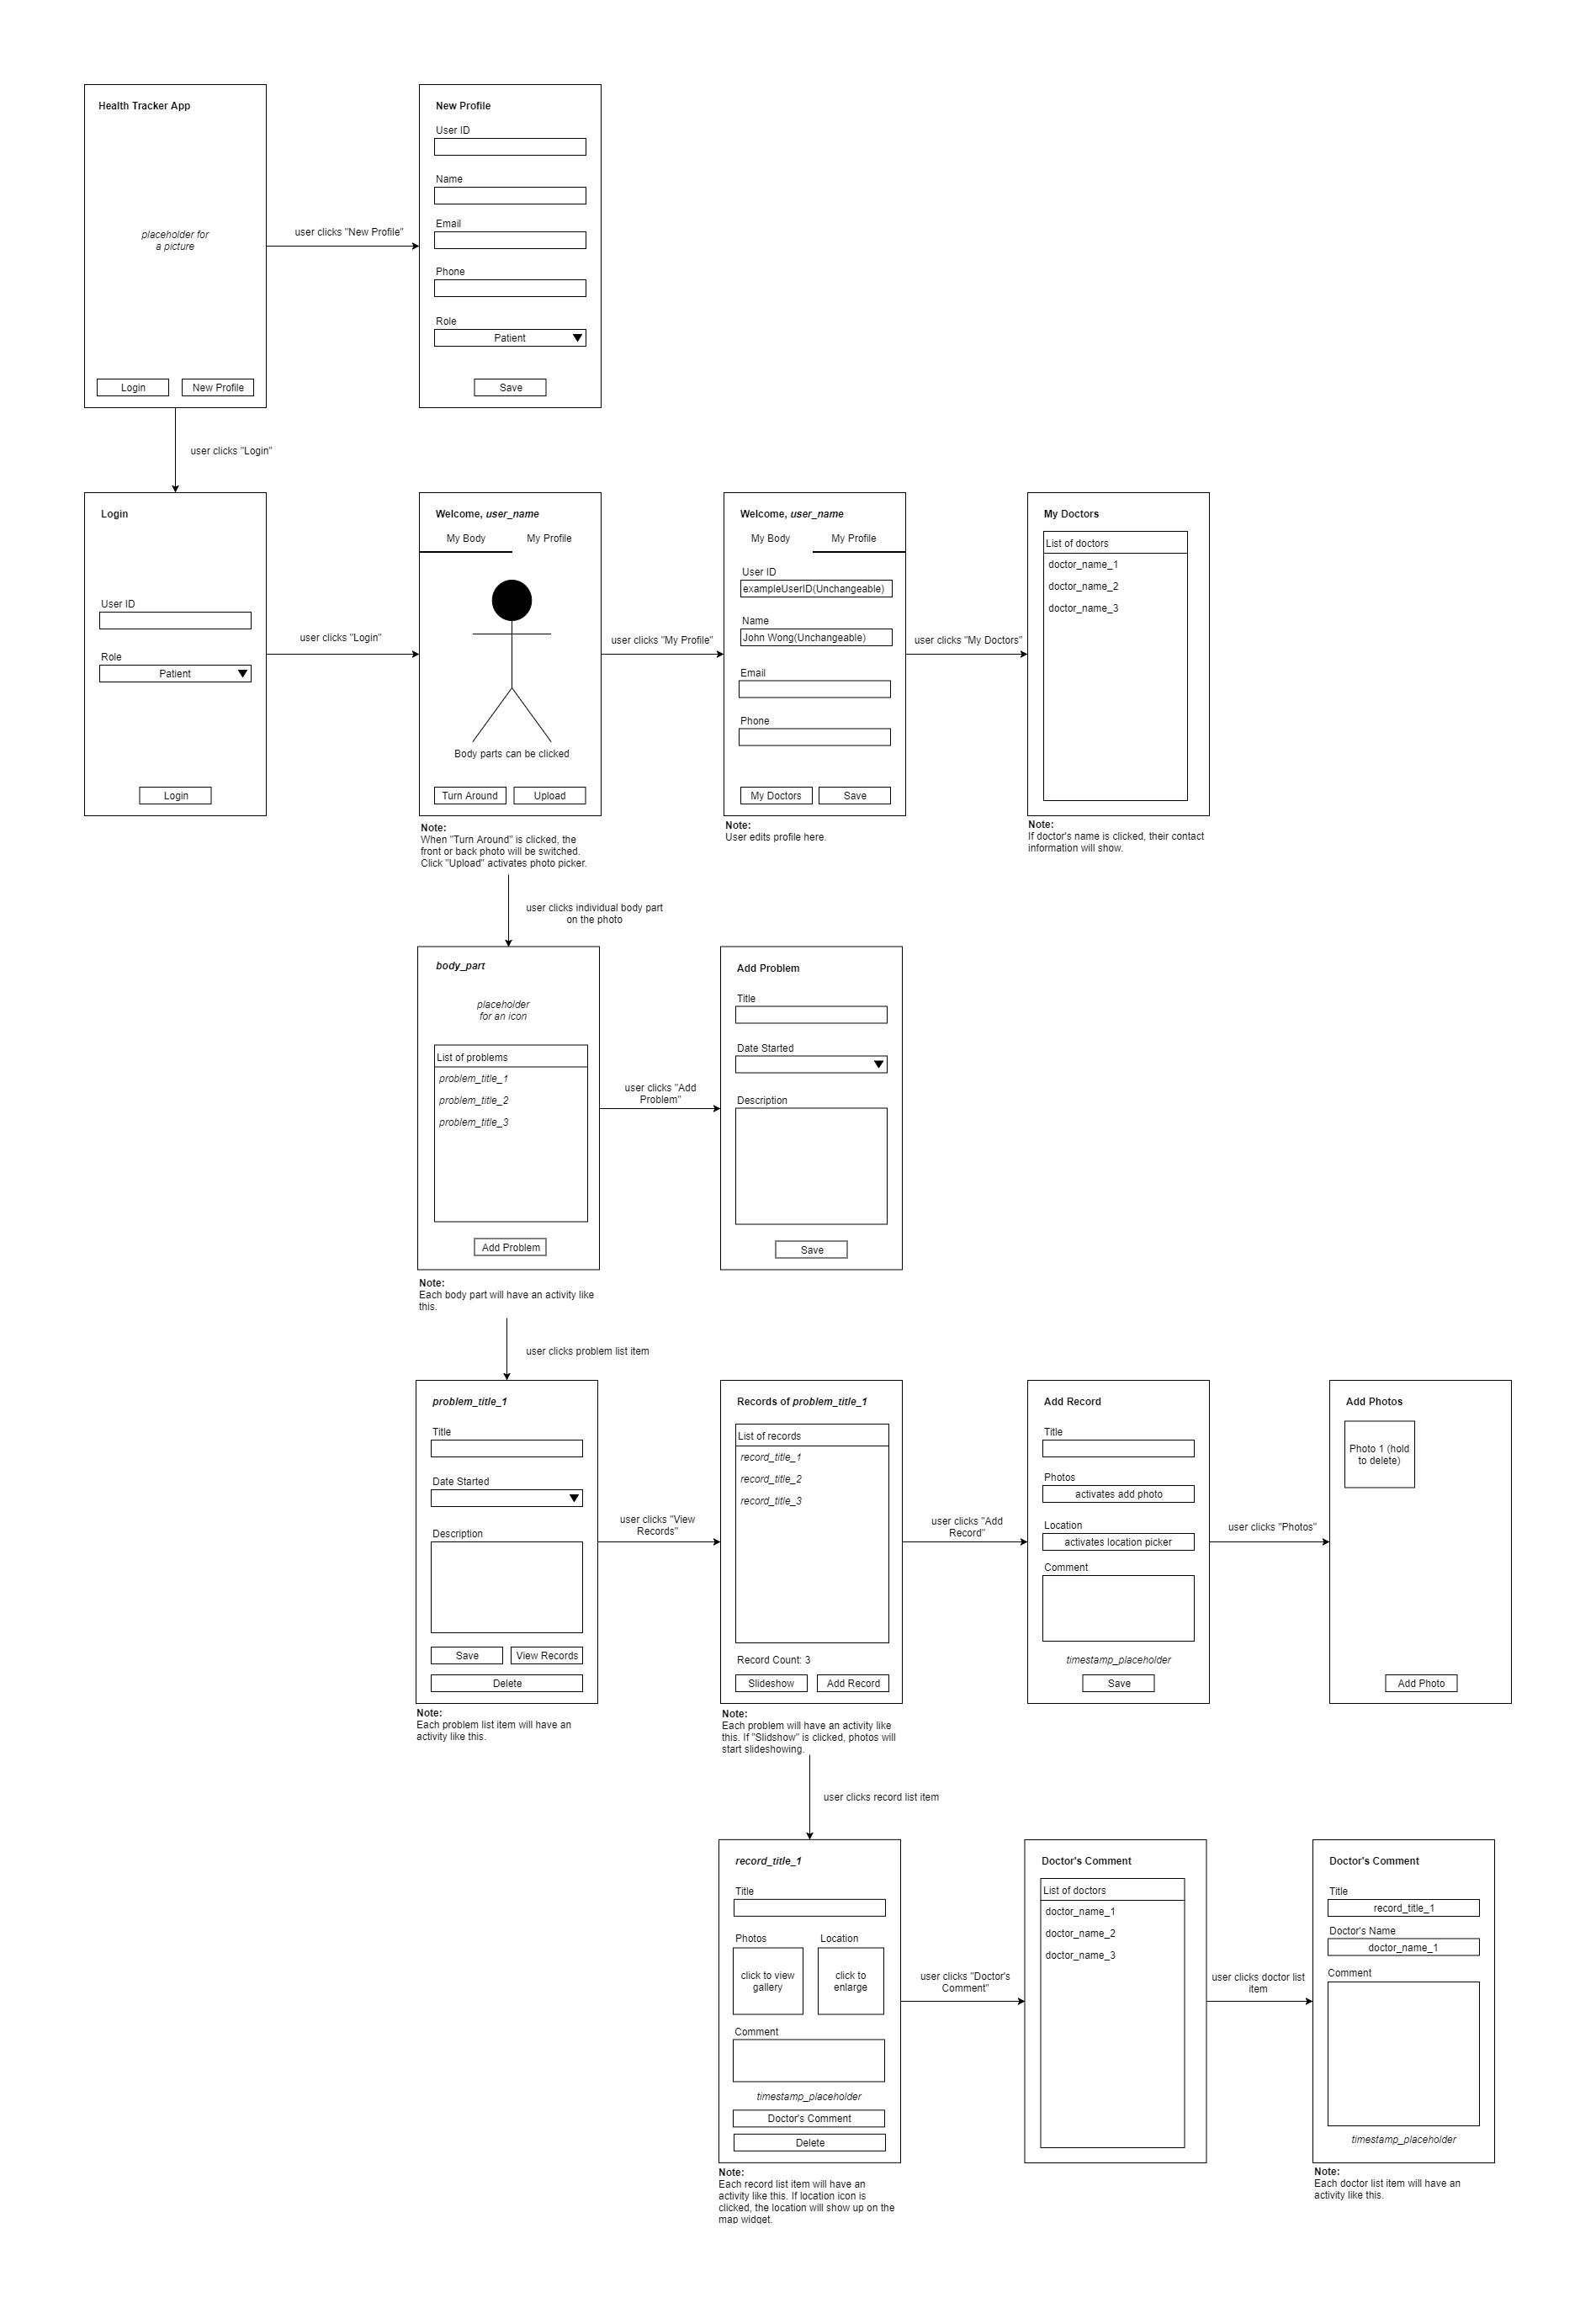 Health Tracker App
placeholder for
a picture
Login
New Profile
user clicks "New Profile"
New Profile
User ID
Name
Email
Phone
Role
Patient
Save
user clicks "Login"
Login
User ID
Role
Patient
Login
user clicks "Login"
Welcome, user_name
My Body
My Profile
Body parts can be clicked
Turn Around
Upload
Note:
When "Turn Around" is clicked, the
front or back photo will be switched.
Click "Upload" activates photo picker.
user clicks "My Profile"
Welcome, user_name
My Body
My Profile
User ID
exampleUserID(Unchangeable)
Name
John Wong(Unchangeable)
Email
Phone
My Doctors
Save
Note:
User edits profile here.
user clicks "My Doctors"
My Doctors
List of doctors
doctor_name_1
doctor_name_2
doctor_name_3
Note:
If doctor's name is clicked, their contact
information will show.
user clicks individual body part
on the photo
body_part
placeholder
for an icon
List of problems
problem_title_1
problem_title_2
problem_title_3
Add Problem
Note:
Each body part will have an activity like
this.
user clicks "Add
Problem"
Add Problem
Title
Date Started
Description
Save
user clicks problem list item
problem_title_1
Title
Date Started
Description
Save
View Records
Delete
Note:
Each problem list item will have an
activity like this.
user clicks "View
Records"
Records of problem_title_1
List of records
record_title_1
record_title_2
record_title_3
Record Count: 3
Slideshow
Add Record
Note:
Each problem will have an activity like
this. If "Slidshow" is clicked, photos will
start slideshowing.
user clicks "Add
Record"
Add Record
Title
Photos
activates add photo
Location
activates location picker
Comment
timestamp_placeholder
Save
user clicks "Photos"
Add Photos
Photo 1 (hold
to delete)
Add Photo
user clicks record list item
record_title_1
Title
Photos
Location
click to view
gallery
click to
enlarge
Comment
timestamp_placeholder
Doctor's Comment
Delete
Note:
Each record list item will have an
activity like this. If location icon is
clicked, the location will show up on the
map widget.
user clicks "Doctor's
Comment"
Doctor's Comment
List of doctors
doctor_name_1
doctor_name_2
doctor_name_3
user clicks doctor list
item
Doctor's Comment
Title
record_title_1
Doctor's Name
doctor_name_1
Comment
timestamp_placeholder
Note:
Each doctor list item will have an
activity like this.